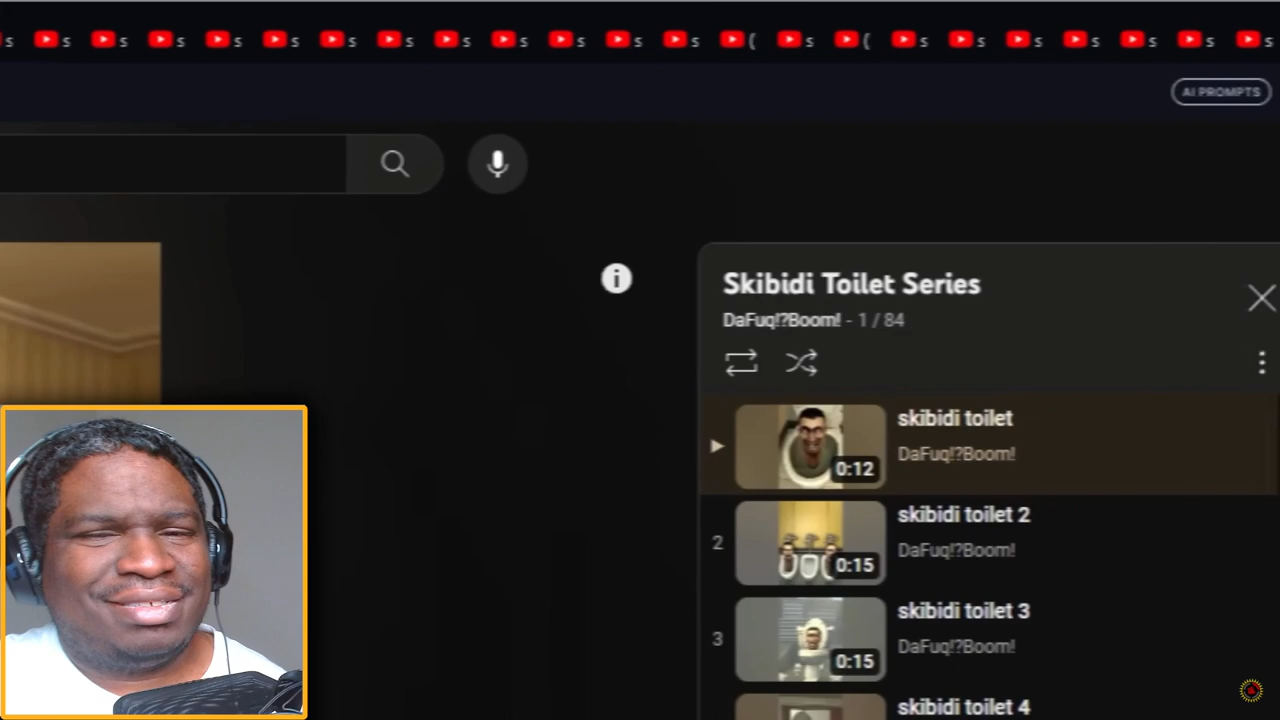 s s s s s s s s s s s s s ( s ( s s s s s s s
AI PROMPTS
Skibidi Toilet Series
DaFuq!?Boom! - 1 / 84
skibidi toilet
DaFuq!?Boom!
0:12
2
skibidi toilet 2
DaFuq!?Boom!
0:15
3
skibidi toilet 3
DaFuq!?Boom!
0:15
skibidi toilet 4